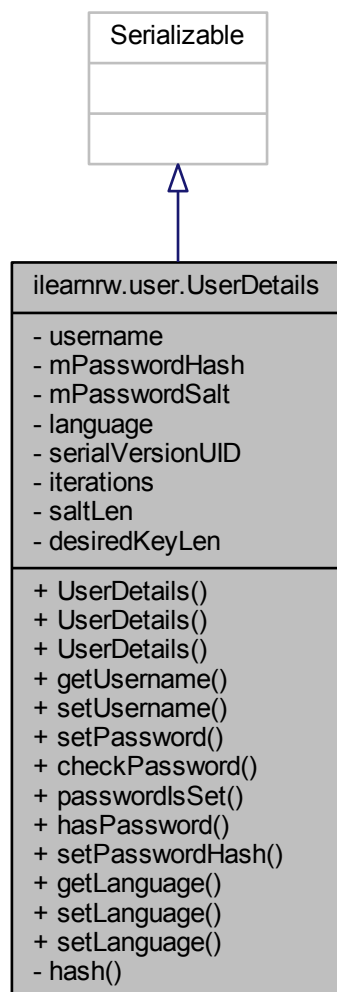 Serializable
ilearnrw.user.UserDetails
- username
- mPasswordHash
- mPasswordSalt
- language
- serialVersionUID
- iterations
- saltLen
- desiredKeyLen
+ UserDetails()
+ UserDetails()
+ UserDetails()
+ getUsername()
+ setUsername()
+ setPassword()
+ checkPassword()
+ passwordIsSet()
+ hasPassword()
+ setPasswordHash()
+ getLanguage()
+ setLanguage()
+ setLanguage()
- hash()